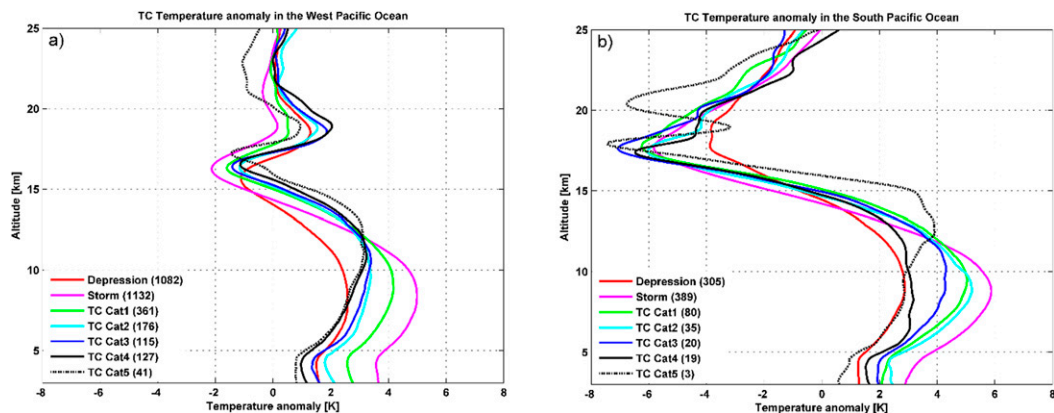 TC Temperature anomaly in the West Pacific Ocean
a)
Altitude [km]
25
20
15
10
5
Depression (1082)
Storm (1132)
TC Cat1 (361)
TC Cat2 (176)
TC Cat3 (115)
TC Cat4 (127)
TC Cat5 (41)
-8 -6 -4 -2 0 2 4 6 8
Temperature anomaly [K]
TC Temperature anomaly in the South Pacific Ocean
b)
Altitude [km]
25
20
15
10
5
Depression (305)
Storm (389)
TC Cat1 (80)
TC Cat2 (35)
TC Cat3 (20)
TC Cat4 (19)
TC Cat5 (3)
-8 -6 -4 -2 0 2 4 6 8
Temperature anomaly [K]